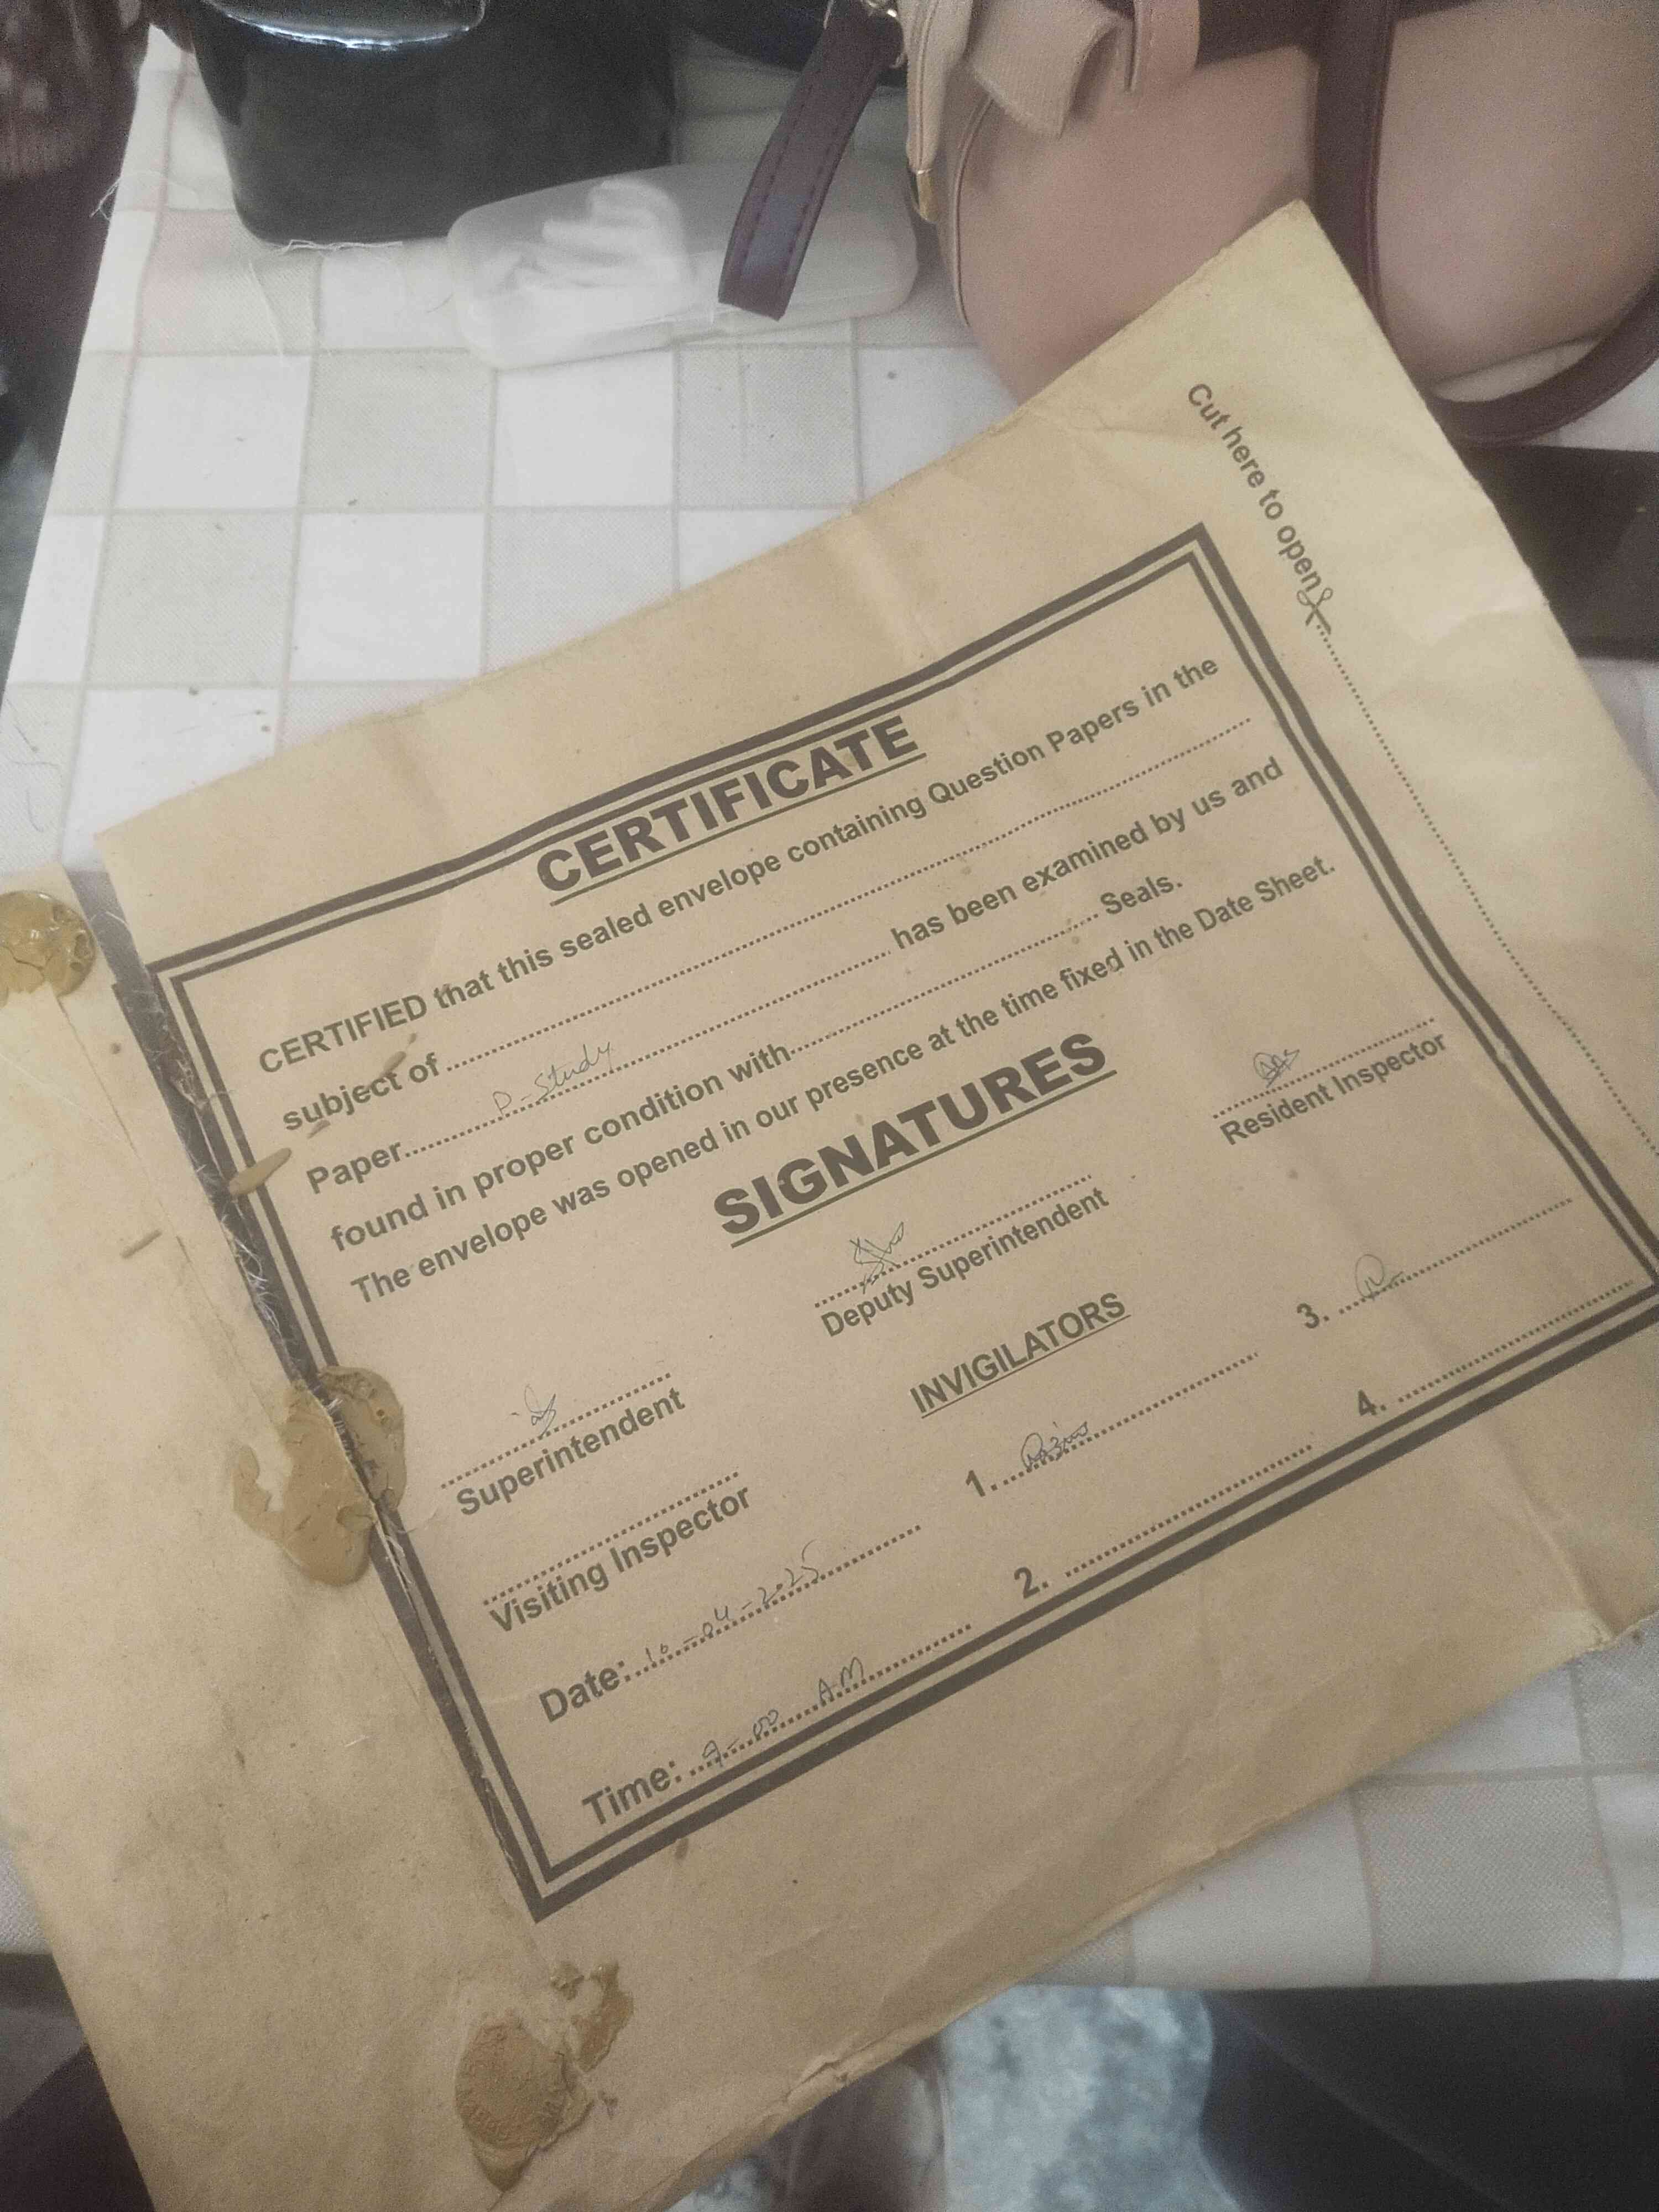 Cut here to open
CERTIFICATE
CERTIFIED that this sealed envelope containing Question Papers in the
subject of
Paper P-Study has been examined by us and
found in proper condition with Seals.
The envelope was opened in our presence at the time fixed in the Date Sheet.
SIGNATURES
Superintendent
Deputy Superintendent
Resident Inspector
Visiting Inspector
INVIGILATORS
1.
3.
2.
4.
Date: 10-04-2025
Time: 9-00 AM